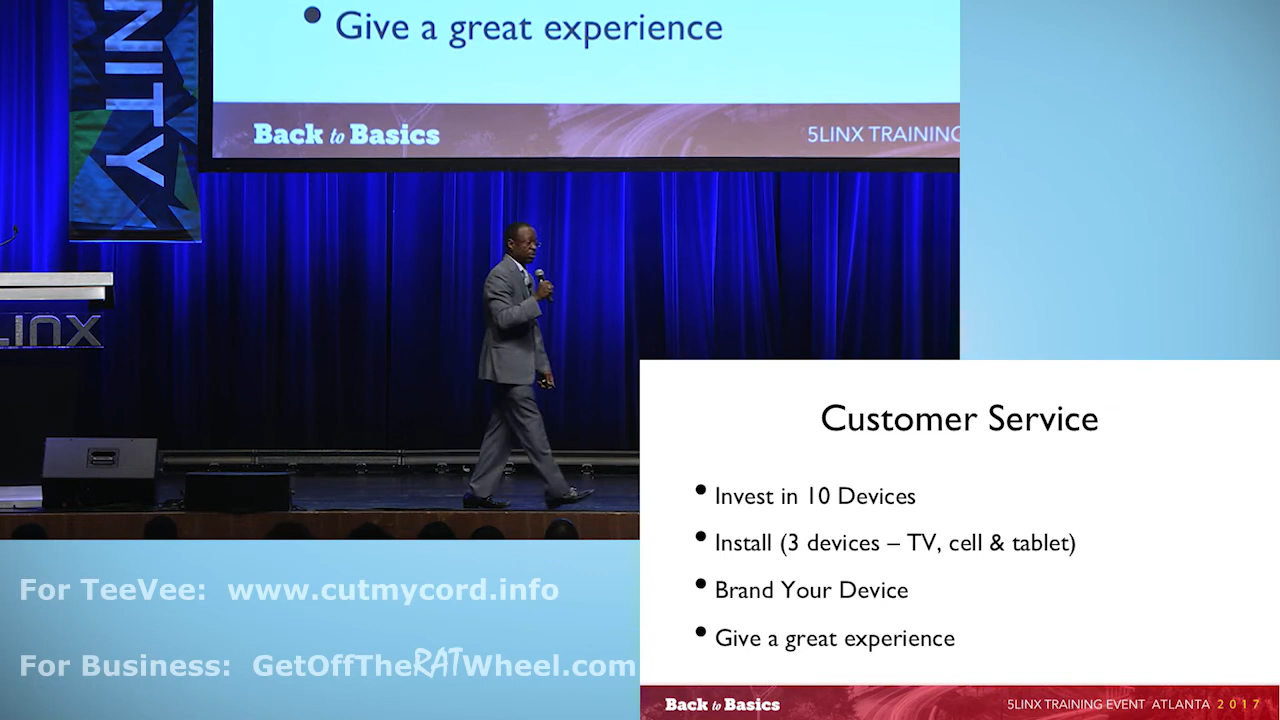 • Give a great experience
NITY
Back to Basics
5LINX TRAINING
LINX
Customer Service
• Invest in 10 Devices
• Install (3 devices – TV, cell & tablet)
• Brand Your Device
• Give a great experience
Back to Basics
5LINX TRAINING EVENT ATLANTA 2017
For TeeVee: www.cutmycord.info
For Business: GetOffTheRATWheel.com